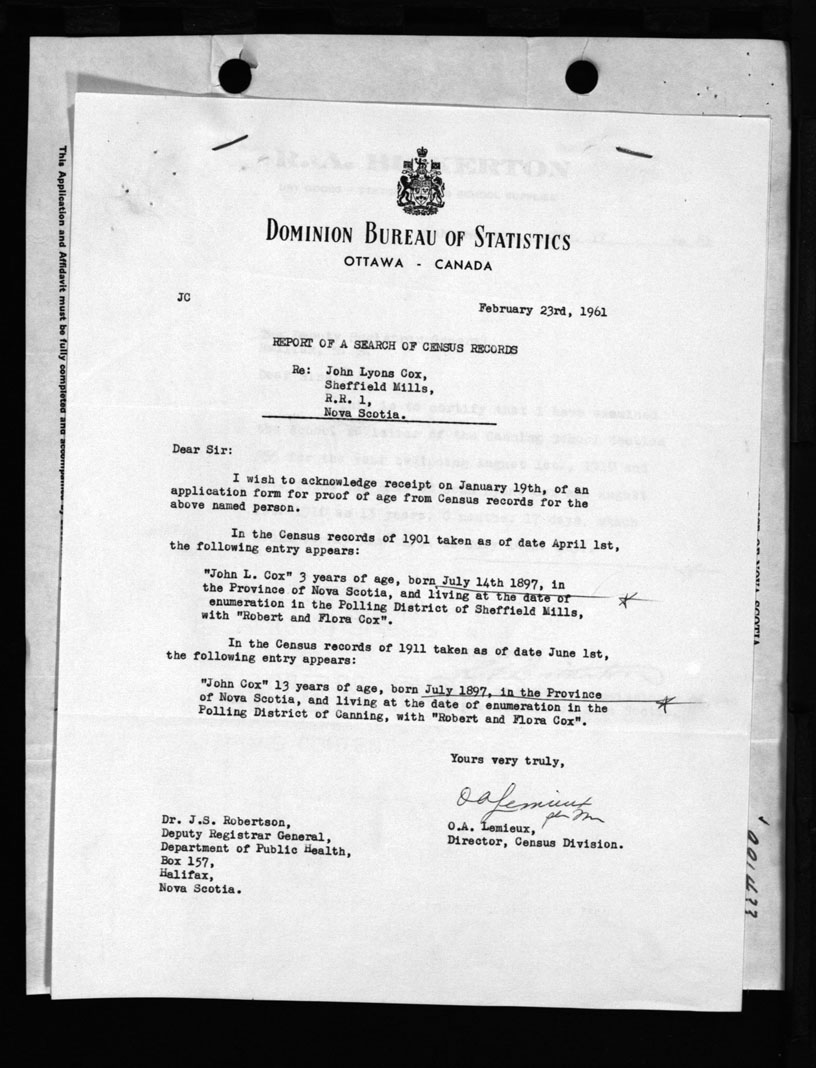 DOMINION BUREAU OF STATISTICS
OTTAWA - CANADA
JC
February 23rd, 1961
REPORT OF A SEARCH OF CENSUS RECORDS
Re: John Lyons Cox,
Sheffield Mills,
R.R. 1,
Nova Scotia.
Dear Sir:
I wish to acknowledge receipt on January 19th, of an
application form for proof of age from Census records for the
above named person.
In the Census records of 1901 taken as of date April 1st,
the following entry appears:
"John L. Cox" 3 years of age, born July 14th 1897, in
the Province of Nova Scotia, and living at the date of
enumeration in the Polling District of Sheffield Mills,
with "Robert and Flora Cox".
In the Census records of 1911 taken as of date June 1st,
the following entry appears:
"John Cox" 13 years of age, born July 1897, in the Province
of Nova Scotia, and living at the date of enumeration in the
Polling District of Canning, with "Robert and Flora Cox".
Yours very truly,
O A Lemieux
O.A. Lemieux,
Director, Census Division.
Dr. J.S. Robertson,
Deputy Registrar General,
Department of Public Health,
Box 157,
Halifax,
Nova Scotia.
This Application and Affidavit must be fully completed and accompanied by